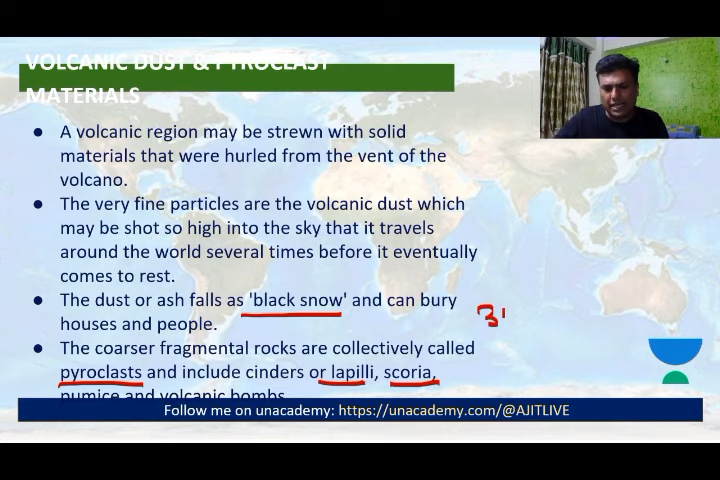 VOLCANIC DUST & PYROCLAST
MATERIALS
● A volcanic region may be strewn with solid
materials that were hurled from the vent of the
volcano.
● The very fine particles are the volcanic dust which
may be shot so high into the sky that it travels
around the world several times before it eventually
comes to rest.
● The dust or ash falls as 'black snow' and can bury
houses and people.
● The coarser fragmental rocks are collectively called
pyroclasts and include cinders or lapilli, scoria,
pumice and volcanic bombs.
Follow me on unacademy: https://unacademy.com/@AJITLIVE